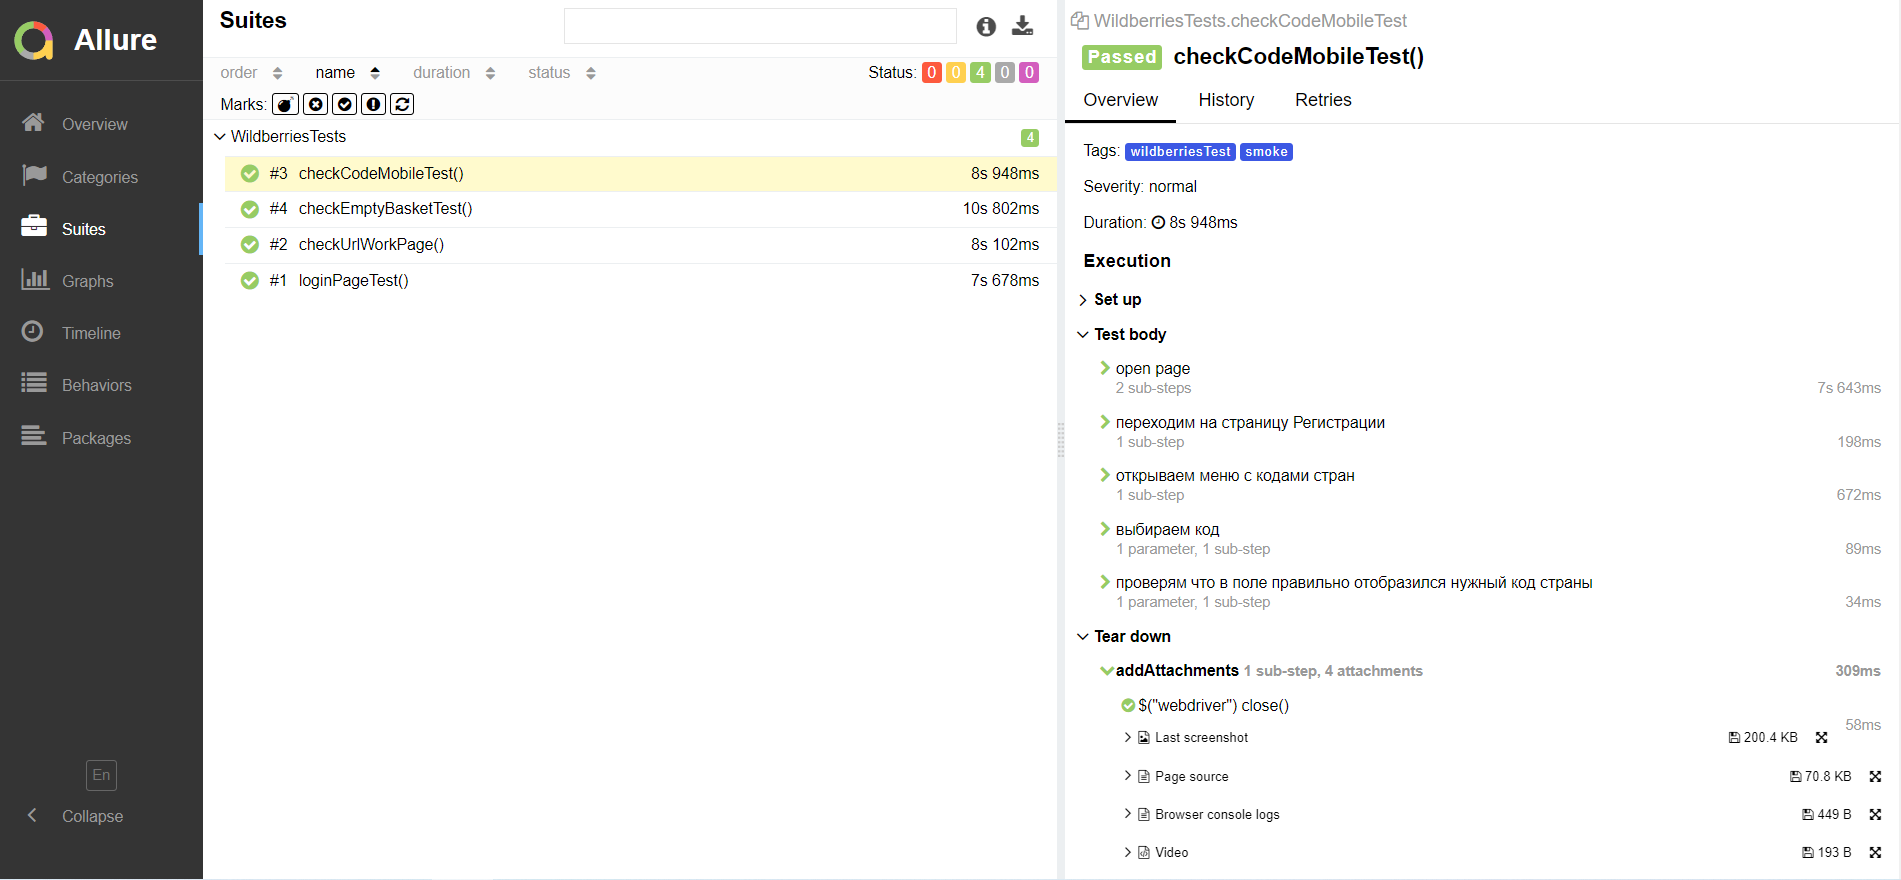 Allure
Overview
Categories
Suites
Graphs
Timeline
Behaviors
Packages
En
Collapse
Suites
order name duration status Status: 0 0 4 0 0
Marks:
WildberriesTests 4
#3 checkCodeMobileTest() 8s 948ms
#4 checkEmptyBasketTest() 10s 802ms
#2 checkUrlWorkPage() 8s 102ms
#1 loginPageTest() 7s 678ms
WildberriesTests.checkCodeMobileTest
Passed checkCodeMobileTest()
Overview History Retries
Tags: wildberriesTest smoke
Severity: normal
Duration: 8s 948ms
Execution
Set up
Test body
open page
2 sub-steps 7s 643ms
переходим на страницу Регистрации
1 sub-step 198ms
открываем меню с кодами стран
1 sub-step 672ms
выбираем код
1 parameter, 1 sub-step 89ms
проверям что в поле правильно отобразился нужный код страны
1 parameter, 1 sub-step 34ms
Tear down
addAttachments 1 sub-step, 4 attachments 309ms
$("webdriver") close()
58ms
Last screenshot 200.4 KB
Page source 70.8 KB
Browser console logs 449 B
Video 193 B